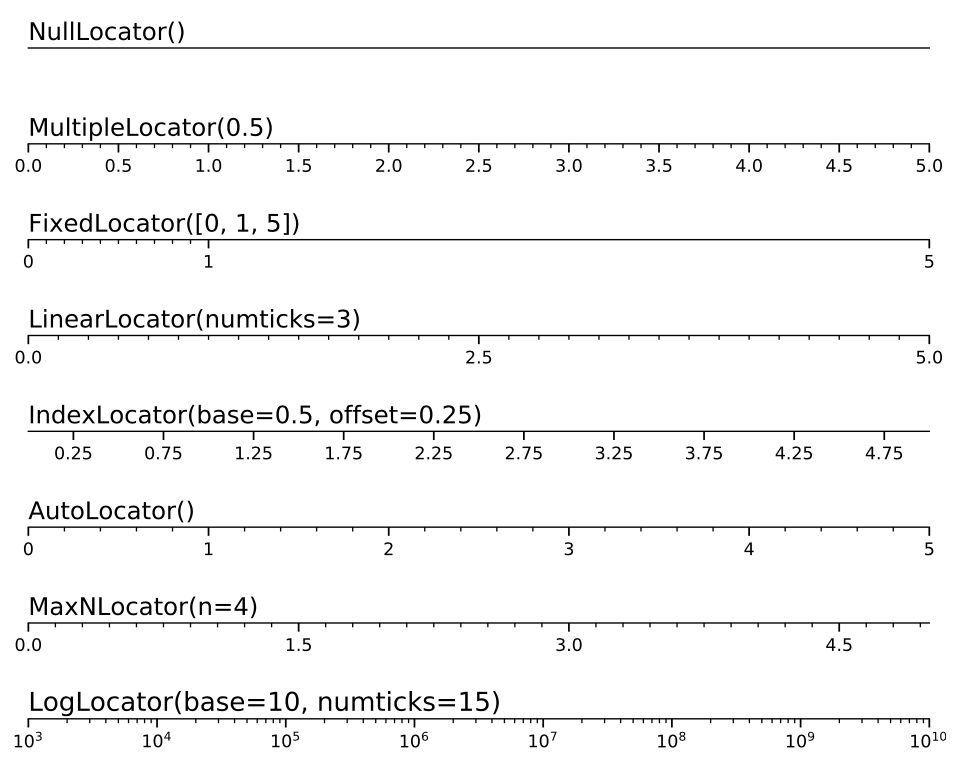 NullLocator()
MultipleLocator(0.5)
0.0 0.5 1.0 1.5 2.0 2.5 3.0 3.5 4.0 4.5 5.0
FixedLocator([0, 1, 5])
0 1 5
LinearLocator(numticks=3)
0.0 2.5 5.0
IndexLocator(base=0.5, offset=0.25)
0.25 0.75 1.25 1.75 2.25 2.75 3.25 3.75 4.25 4.75
AutoLocator()
0 1 2 3 4 5
MaxNLocator(n=4)
0.0 1.5 3.0 4.5
LogLocator(base=10, numticks=15)
10³ 10⁴ 10⁵ 10⁶ 10⁷ 10⁸ 10⁹ 10¹⁰